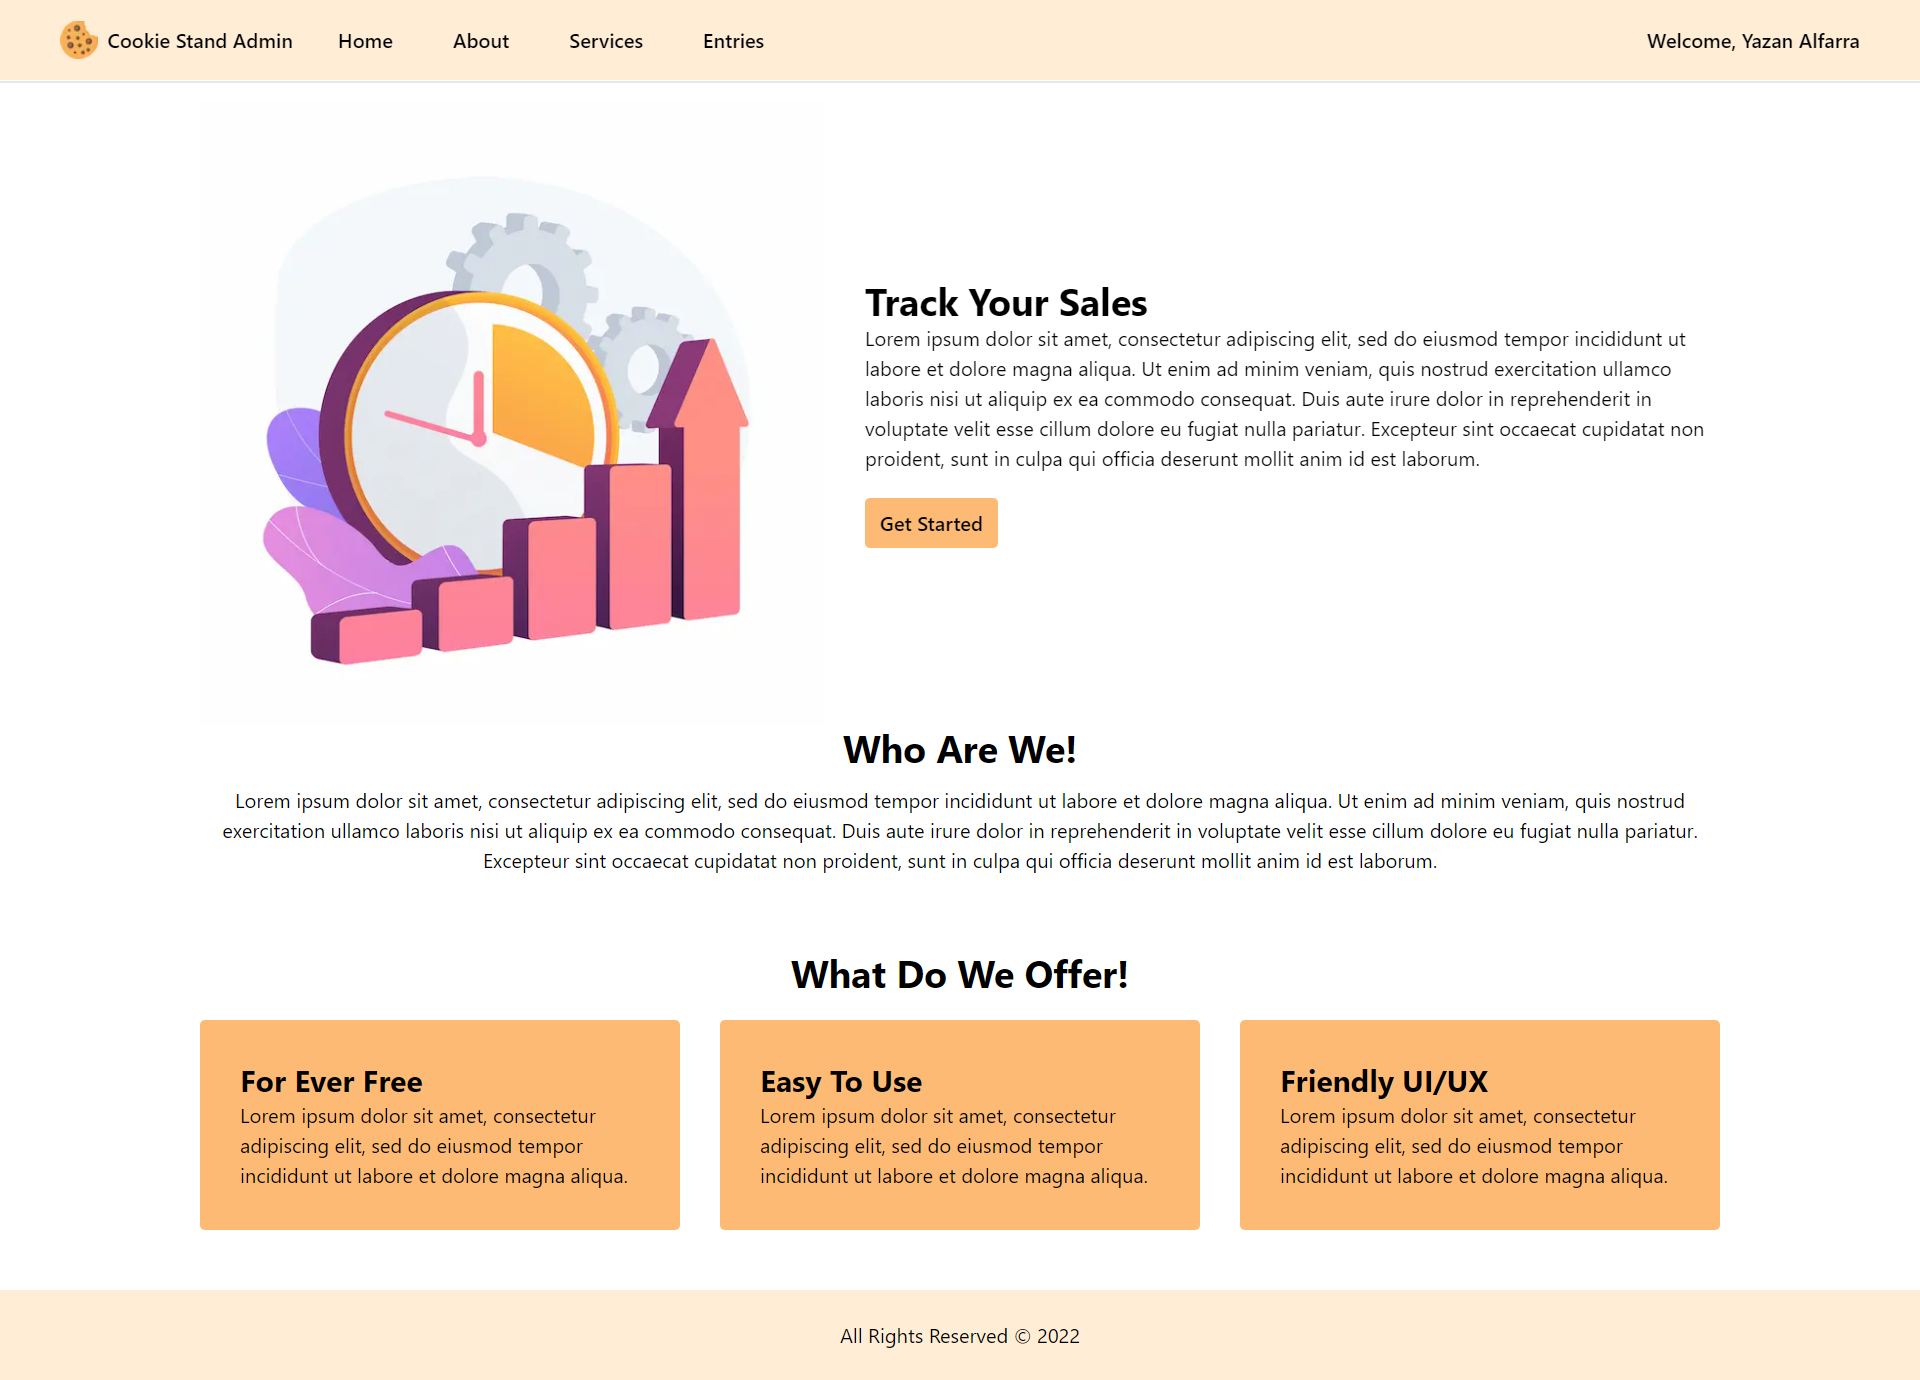 Cookie Stand Admin Home About Services Entries Welcome, Yazan Alfarra
Track Your Sales
Lorem ipsum dolor sit amet, consectetur adipiscing elit, sed do eiusmod tempor incididunt ut
labore et dolore magna aliqua. Ut enim ad minim veniam, quis nostrud exercitation ullamco
laboris nisi ut aliquip ex ea commodo consequat. Duis aute irure dolor in reprehenderit in
voluptate velit esse cillum dolore eu fugiat nulla pariatur. Excepteur sint occaecat cupidatat non
proident, sunt in culpa qui officia deserunt mollit anim id est laborum.
Get Started
Who Are We!
Lorem ipsum dolor sit amet, consectetur adipiscing elit, sed do eiusmod tempor incididunt ut labore et dolore magna aliqua. Ut enim ad minim veniam, quis nostrud
exercitation ullamco laboris nisi ut aliquip ex ea commodo consequat. Duis aute irure dolor in reprehenderit in voluptate velit esse cillum dolore eu fugiat nulla pariatur.
Excepteur sint occaecat cupidatat non proident, sunt in culpa qui officia deserunt mollit anim id est laborum.
What Do We Offer!
For Ever Free
Lorem ipsum dolor sit amet, consectetur
adipiscing elit, sed do eiusmod tempor
incididunt ut labore et dolore magna aliqua.
Easy To Use
Lorem ipsum dolor sit amet, consectetur
adipiscing elit, sed do eiusmod tempor
incididunt ut labore et dolore magna aliqua.
Friendly UI/UX
Lorem ipsum dolor sit amet, consectetur
adipiscing elit, sed do eiusmod tempor
incididunt ut labore et dolore magna aliqua.
All Rights Reserved © 2022